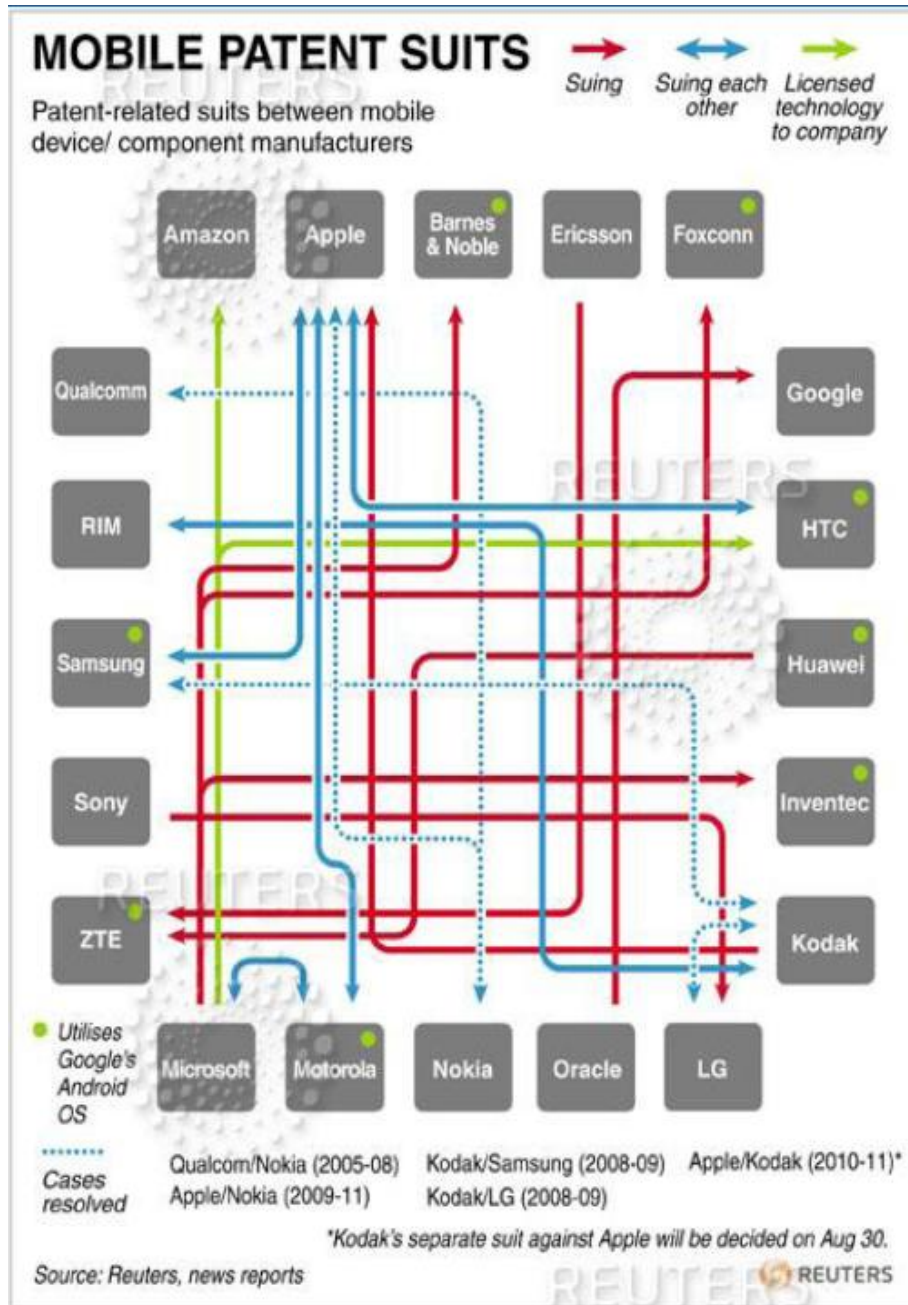 MOBILE PATENT SUITS
Patent-related suits between mobile
device/ component manufacturers
Suing
Suing each
other
Licensed
technology
to company
Amazon
Apple
Barnes
& Noble
Ericsson
Foxconn
Qualcomm
Google
RIM
HTC
Samsung
Huawei
Sony
Inventec
ZTE
Kodak
Microsoft
Motorola
Nokia
Oracle
LG
Utilises
Google's
Android
OS
Cases
resolved
Qualcom/Nokia (2005-08)
Apple/Nokia (2009-11)
Kodak/Samsung (2008-09)
Kodak/LG (2008-09)
Apple/Kodak (2010-11)*
*Kodak's separate suit against Apple will be decided on Aug 30.
Source: Reuters, news reports
REUTERS
REUTERS
REUTERS
REUTERS
REUTERS